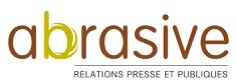 abrasive
RELATIONS PRESSE ET PUBLIQUES